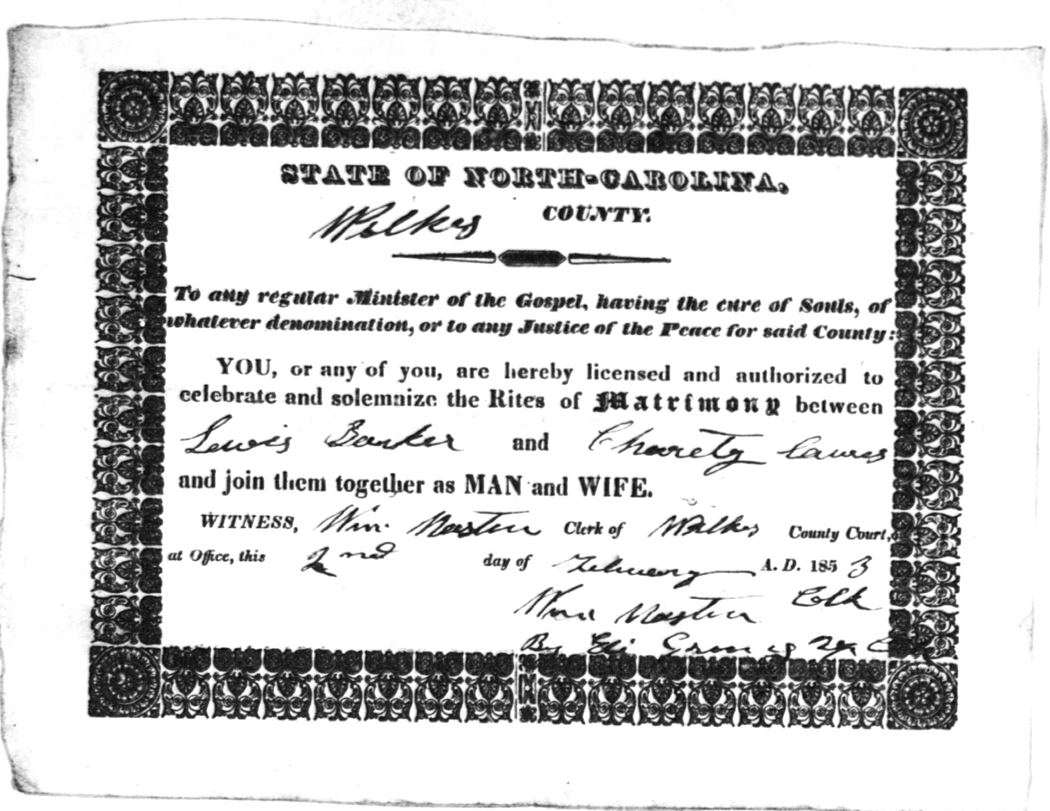 STATE OF NORTH-CAROLINA,
Wilkes COUNTY.
To any regular Minister of the Gospel, having the cure of Souls, of
whatever denomination, or to any Justice of the Peace for said County:
YOU, or any of you, are hereby licensed and authorized to
celebrate and solemnize the Rites of Matrimony between
Lewis Barker and Charety
and join them together as MAN and WIFE.
WITNESS, Wm. Mastin Clerk of Wilkes County Court,
at Office, this 2nd day of February A. D. 1853
Wm Mastin Clk
By